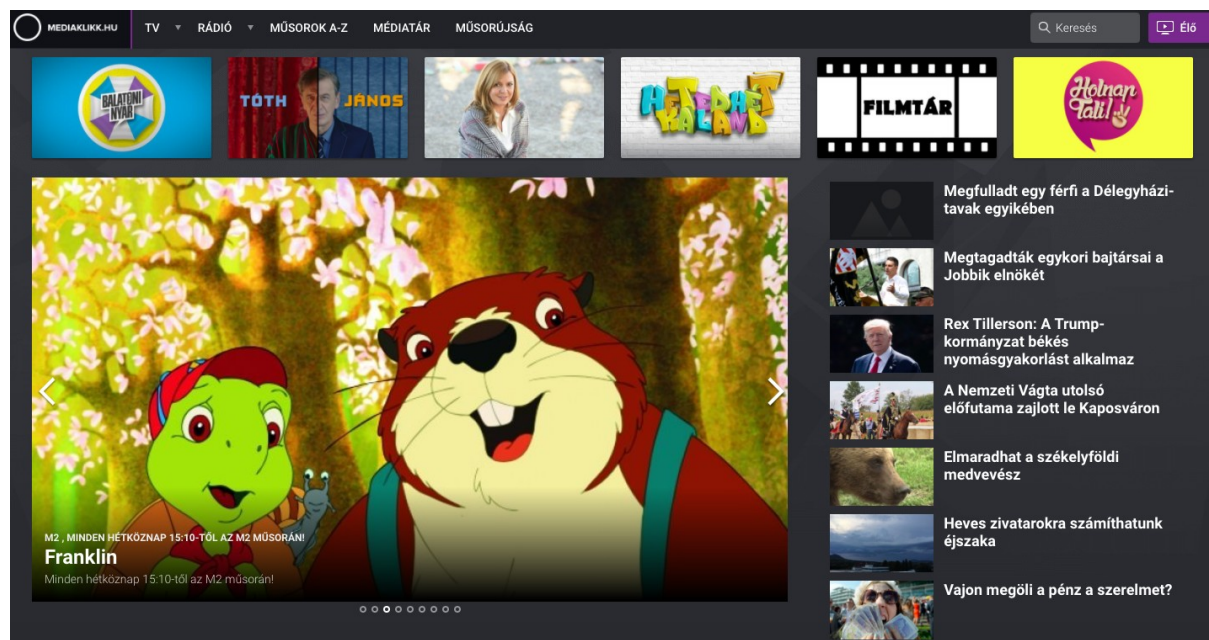 MEDIAKLIKK.HU
TV
RÁDIÓ
MŰSOROK A-Z
MÉDIATÁR
MŰSORÚJSÁG
Keresés
Élő
BALATONI
NYÁR
TÓTH JÁNOS
HETEDHÉT
KALAND
FILMTÁR
Holnap
Tali!
M2 , MINDEN HÉTKÖZNAP 15:10-TŐL AZ M2 MŰSORÁN!
Franklin
Minden hétköznap 15:10-től az M2 műsorán!
Megfulladt egy férfi a Délegyházi-
tavak egyikében
Megtagadták egykori bajtársai a
Jobbik elnökét
Rex Tillerson: A Trump-
kormányzat békés
nyomásgyakorlást alkalmaz
A Nemzeti Vágta utolsó
előfutama zajlott le Kaposváron
Elmaradhat a székelyföldi
medvevész
Heves zivatarokra számíthatunk
éjszaka
Vajon megöli a pénz a szerelmet?